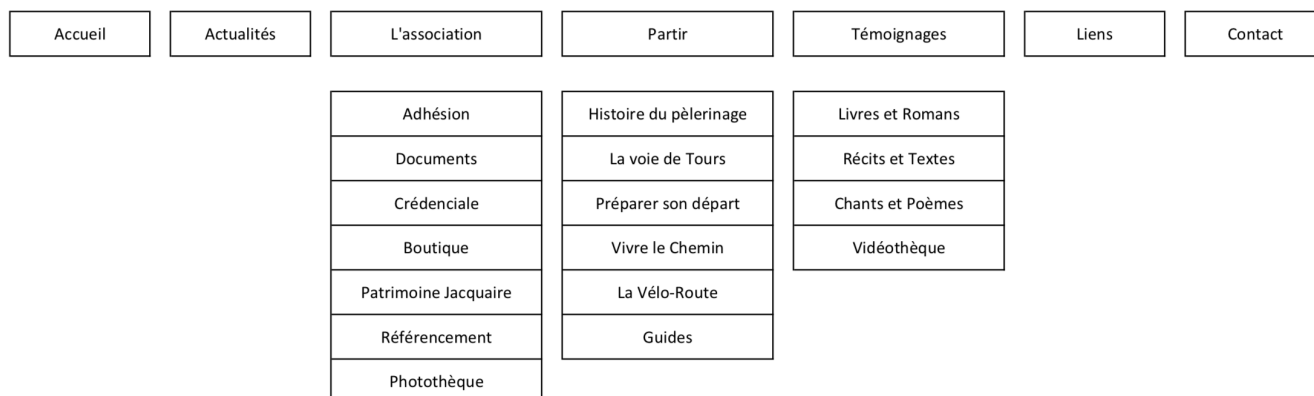 Accueil
Actualités
L'association
Partir
Témoignages
Liens
Contact
Adhésion
Documents
Crédenciale
Boutique
Patrimoine Jacquaire
Référencement
Photothèque
Histoire du pèlerinage
La voie de Tours
Préparer son départ
Vivre le Chemin
La Vélo-Route
Guides
Livres et Romans
Récits et Textes
Chants et Poèmes
Vidéothèque